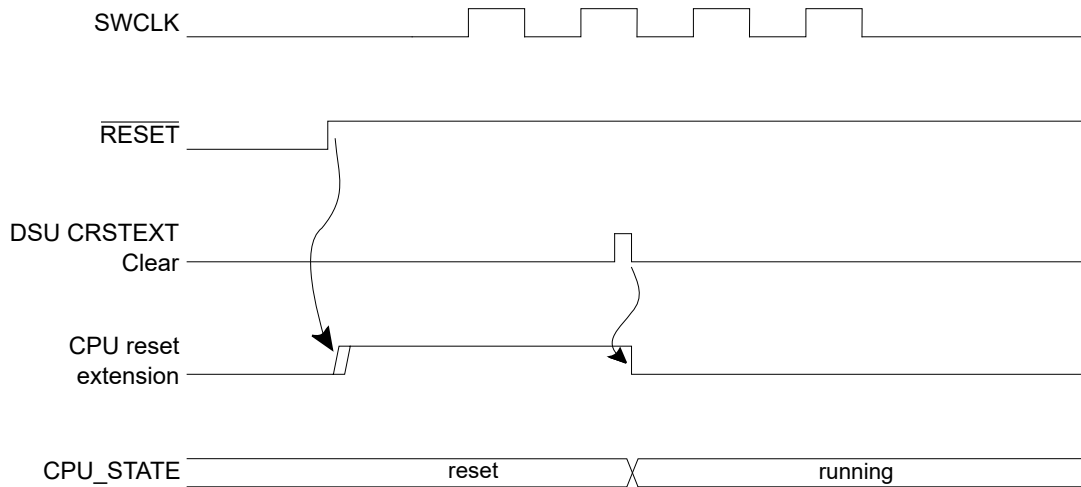 SWCLK
RESET
DSU CRSTEXT
Clear
CPU reset
extension
CPU_STATE
reset
running